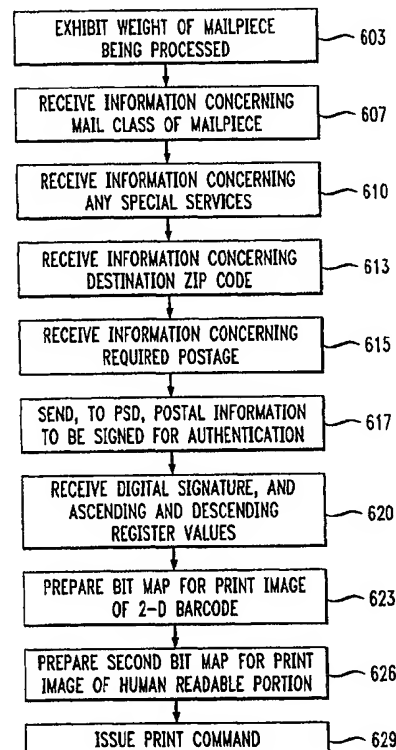 EXHIBIT WEIGHT OF MAILPIECE
BEING PROCESSED
603
RECEIVE INFORMATION CONCERNING
MAIL CLASS OF MAILPIECE
607
RECEIVE INFORMATION CONCERNING
ANY SPECIAL SERVICES
610
RECEIVE INFORMATION CONCERNING
DESTINATION ZIP CODE
613
RECEIVE INFORMATION CONCERNING
REQUIRED POSTAGE
615
SEND, TO PSD, POSTAL INFORMATION
TO BE SIGNED FOR AUTHENTICATION
617
RECEIVE DIGITAL SIGNATURE, AND
ASCENDING AND DESCENDING
REGISTER VALUES
620
PREPARE BIT MAP FOR PRINT IMAGE
OF 2-D BARCODE
623
PREPARE SECOND BIT MAP FOR PRINT
IMAGE OF HUMAN READABLE PORTION
626
ISSUE PRINT COMMAND
629